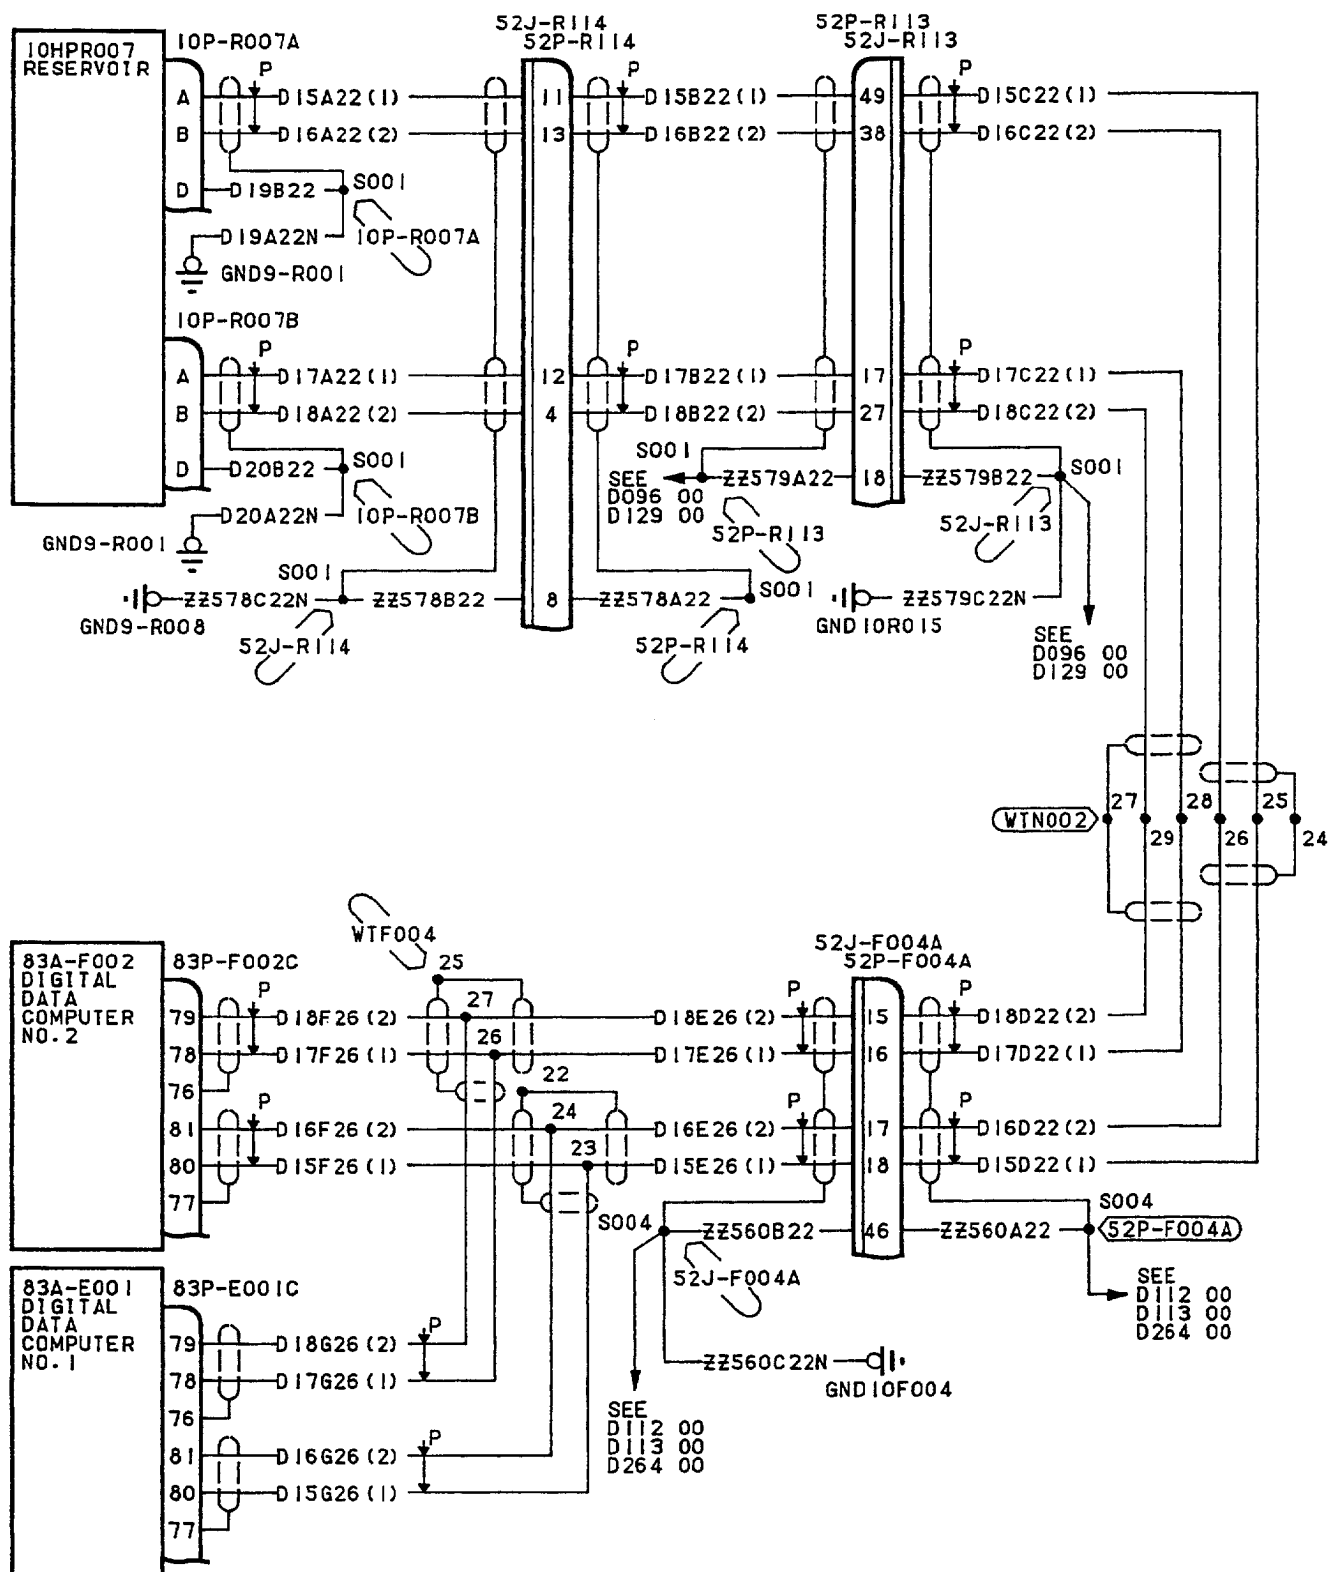 52J-R114
52P-R114
52P-R113
52J-R113
10HPR007
RESERVOIR
10P-R007A
P
P
P
A
D15A22(1)
11
D15B22(1)
49
D15C22(1)
B
D16A22(2)
13
D16B22(2)
38
D16C22(2)
D
D19B22
S001
D19A22N
10P-R007A
GND9-R001
10P-R007B
P
P
P
A
D17A22(1)
12
D17B22(1)
17
D17C22(1)
B
D18A22(2)
4
D18B22(2)
27
D18C22(2)
D
D20B22
S001
S001
SEE
D096 00
D129 00
ZZ579A22
18
ZZ579B22
S001
D20A22N
10P-R007B
52P-R113
52J-R113
GND9-R001
S001
S001
ZZ578C22N
ZZ578B22
8
ZZ578A22
ZZ579C22N
GND9-R008
52J-R114
52P-R114
GND10R015
SEE
D096 00
D129 00
27
28
25
WTN002
29
26
24
WTF004
25
52J-F004A
52P-F004A
83A-F002
DIGITAL
DATA
COMPUTER
NO.2
83P-F002C
P
P
P
79
D18F26(2)
27
D18E26(2)
15
D18D22(2)
78
D17F26(1)
26
D17E26(1)
16
D17D22(1)
76
22
P
P
P
81
D16F26(2)
24
D16E26(2)
17
D16D22(2)
80
D15F26(1)
23
D15E26(1)
18
D15D22(1)
77
S004
ZZ560B22
46
ZZ560A22
S004
52P-F004A
52J-F004A
SEE
D112 00
D113 00
D264 00
83A-E001
DIGITAL
DATA
COMPUTER
NO.1
83P-E001C
P
79
D18G26(2)
78
D17G26(1)
ZZ560C22N
GND10F004
76
SEE
D112 00
D113 00
D264 00
P
81
D16G26(2)
80
D15G26(1)
77